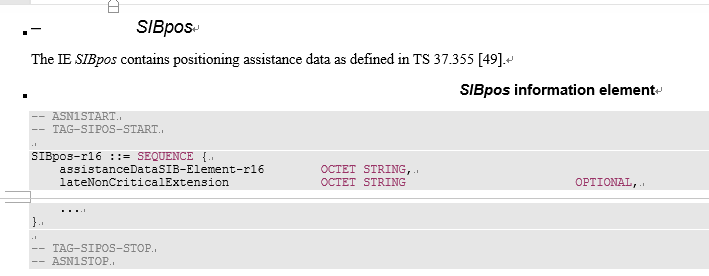 – SIBpos
The IE SIBpos contains positioning assistance data as defined in TS 37.355 [49].
SIBpos information element
-- ASN1START
-- TAG-SIPOS-START
SIBpos-r16 ::= SEQUENCE {
assistanceDataSIB-Element-r16 OCTET STRING,
lateNonCriticalExtension OCTET STRING OPTIONAL,
...
}
-- TAG-SIPOS-STOP
-- ASN1STOP